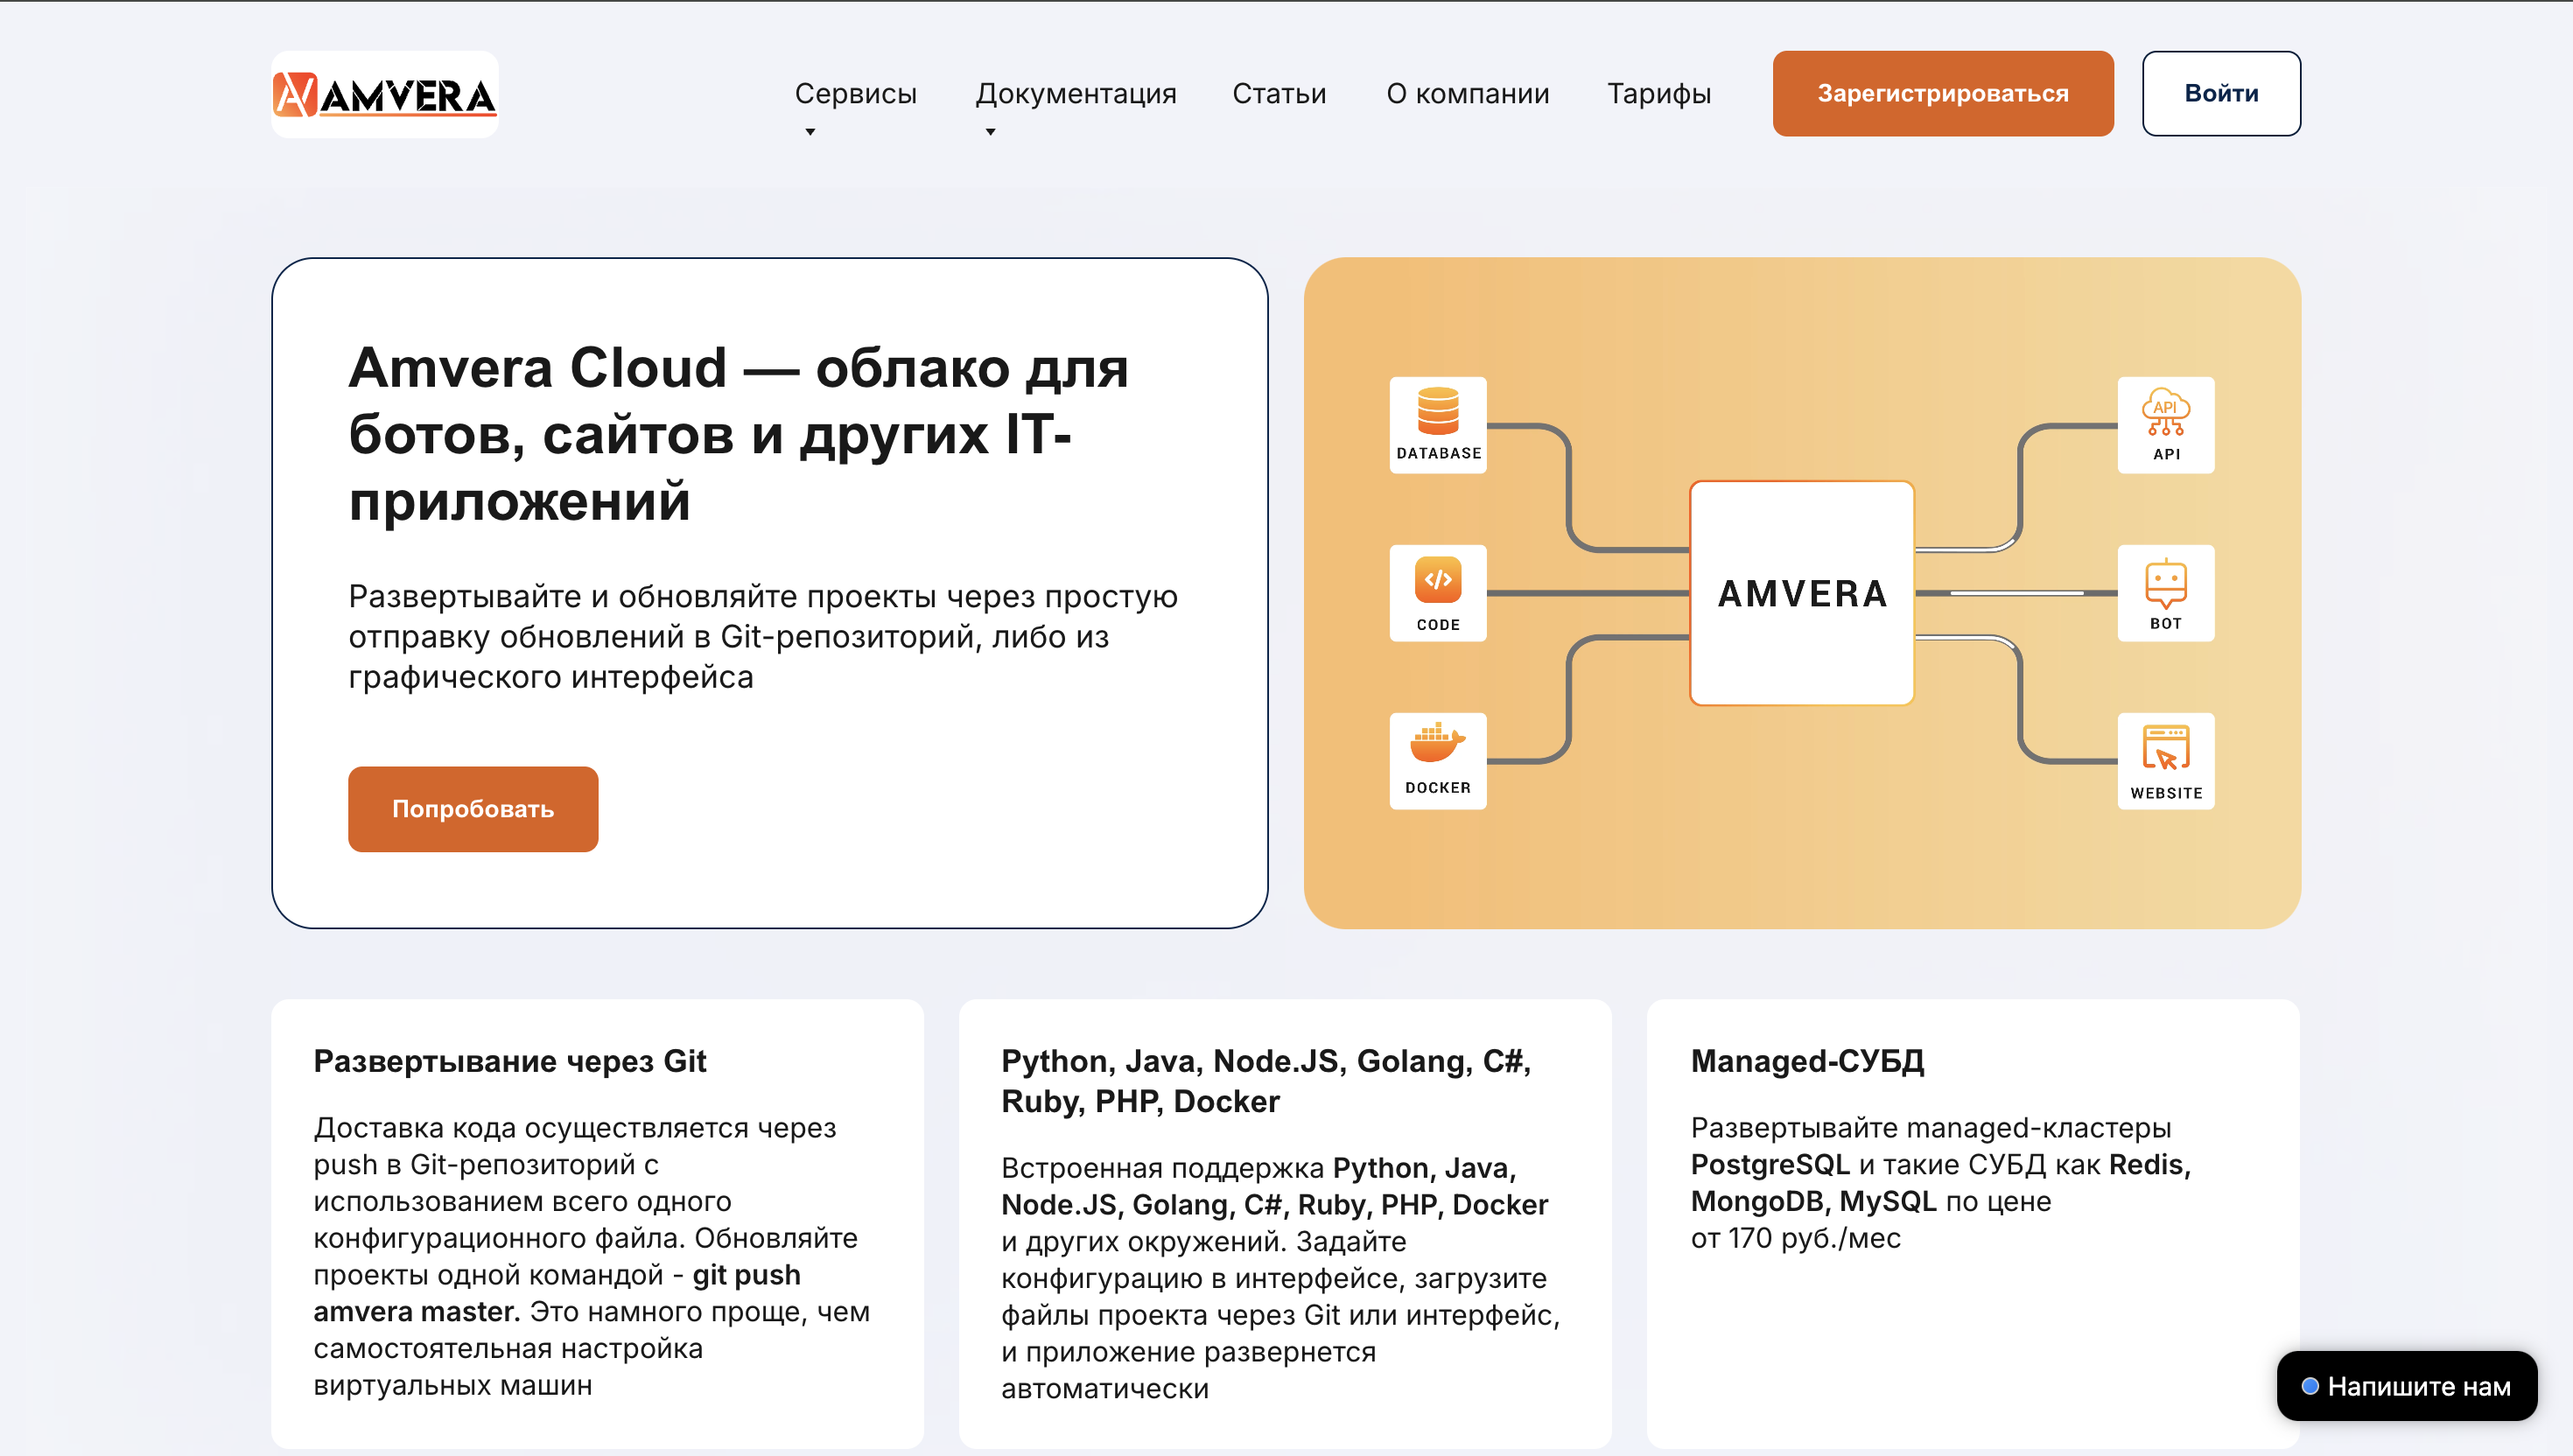 AMVERA
Сервисы
Документация
Статьи
О компании
Тарифы
Зарегистрироваться
Войти
Amvera Cloud — облако для
ботов, сайтов и других IT-
приложений
Развертывайте и обновляйте проекты через простую
отправку обновлений в Git-репозиторий, либо из
графического интерфейса
Попробовать
DATABASE
CODE
DOCKER
AMVERA
API
API
BOT
WEBSITE
Развертывание через Git
Доставка кода осуществляется через
push в Git-репозиторий с
использованием всего одного
конфигурационного файла. Обновляйте
проекты одной командой - git push
amvera master. Это намного проще, чем
самостоятельная настройка
виртуальных машин
Python, Java, Node.JS, Golang, C#,
Ruby, PHP, Docker
Встроенная поддержка Python, Java,
Node.JS, Golang, C#, Ruby, PHP, Docker
и других окружений. Задайте
конфигурацию в интерфейсе, загрузите
файлы проекта через Git или интерфейс,
и приложение развернется
автоматически
Managed-СУБД
Развертывайте managed-кластеры
PostgreSQL и такие СУБД как Redis,
MongoDB, MySQL по цене
от 170 руб./мес
Напишите нам